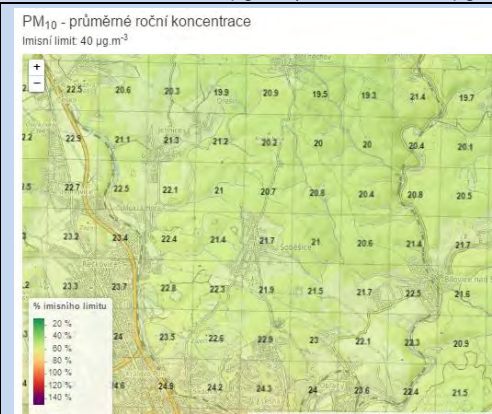 PM₁₀ - průměrné roční koncentrace
Imisní limit: 40 µg.m⁻³
+
−
22.5 20.6 20.3 19.9 20.9 19.5 19.3 21.4 19.7
22.9 21.1 21.3 21.2 20.2 20 20 20.4 20.1
22.7 22.5 22.1 21 20.7 20.8 20.4 20.8 20.5
23.2 23.4 22.4 21.4 21.7 21 20.6 21.4 21.7
Soběšice
23.3 23.7 22.8 22.3 21.9 21.5 21.7 22.5 21.6
Bílovice nad
% imisního limitu
20 %
40 %
60 %
80 %
100 %
120 %
140 %
24 23.5 22.6 22.9 23 22.1 22.3 20.9
24.6 24.9 24.2 24.3 24 23.6 22.4 21.5